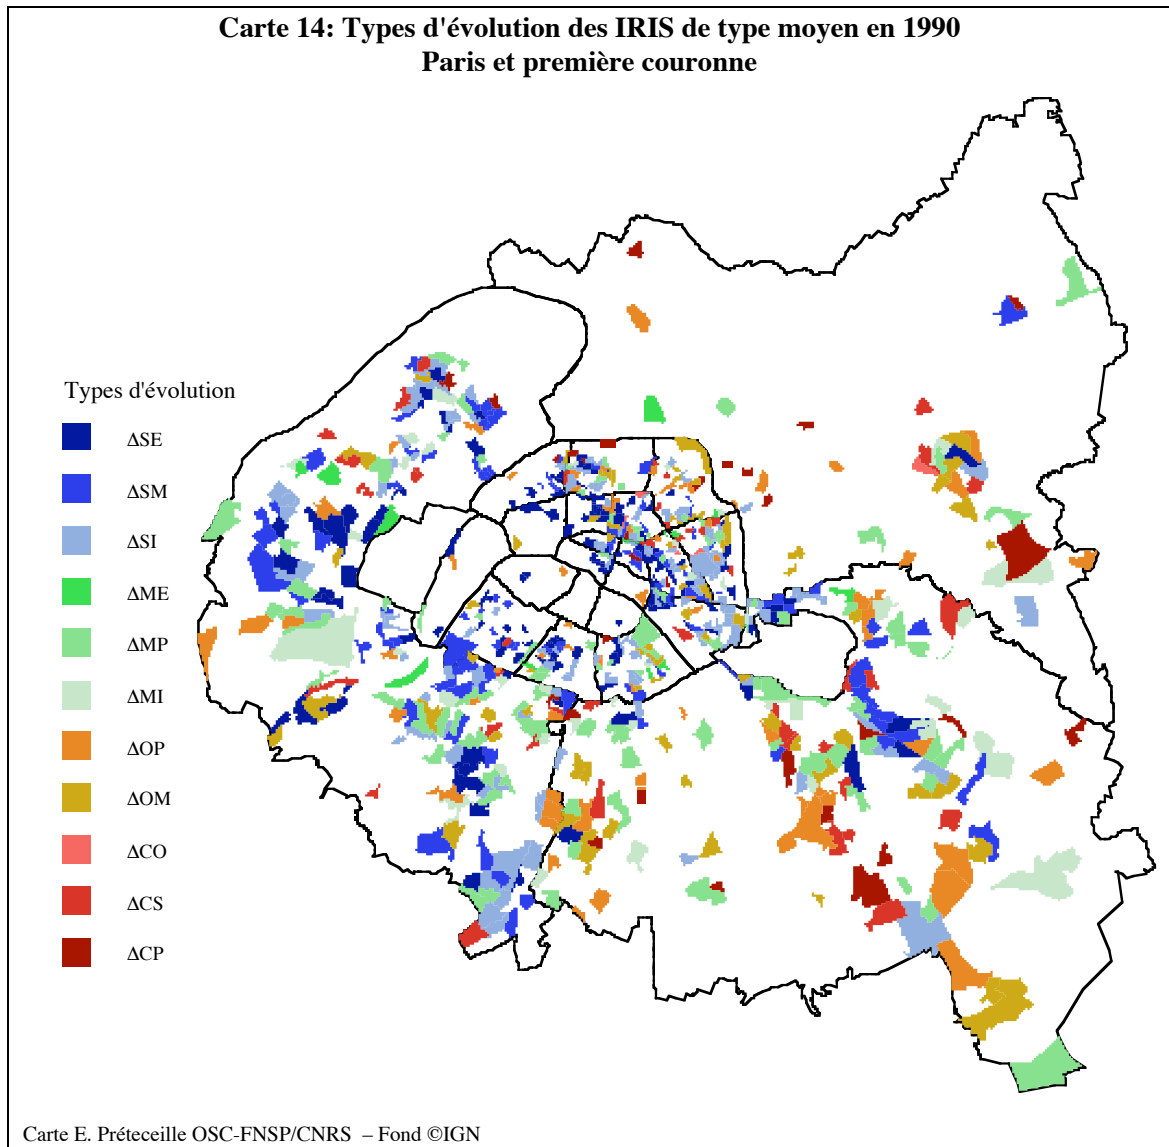 Carte 14: Types d'évolution des IRIS de type moyen en 1990
Paris et première couronne
Types d'évolution
ΔSE
ΔSM
ΔSI
ΔME
ΔMP
ΔMI
ΔOP
ΔOM
ΔCO
ΔCS
ΔCP
Carte E. Préteceille OSC-FNSP/CNRS – Fond ©IGN